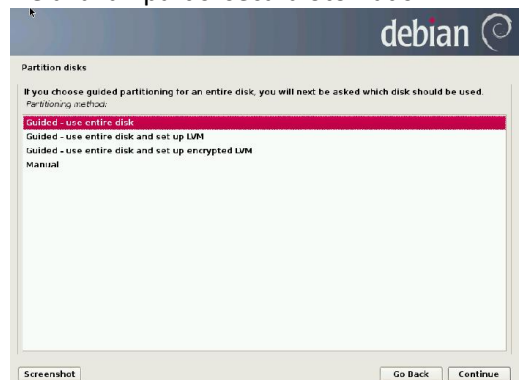 debian
Partition disks
If you choose guided partitioning for an entire disk, you will next be asked which disk should be used.
Partitioning method:
Guided - use entire disk
Guided - use entire disk and set up LVM
Guided - use entire disk and set up encrypted LVM
Manual
Screenshot
Go Back
Continue